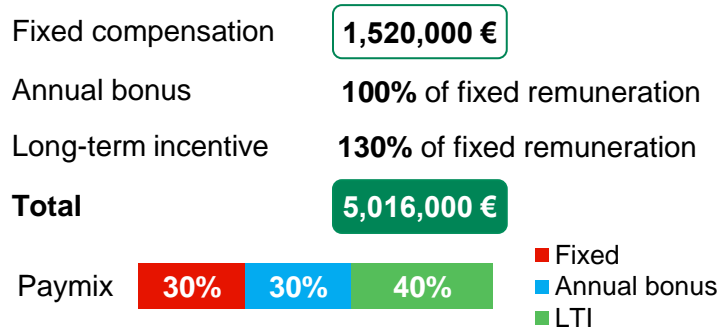 Fixed compensation 1,520,000 €
Annual bonus 100% of fixed remuneration
Long-term incentive 130% of fixed remuneration
Total 5,016,000 €
Paymix 30% 30% 40%
Fixed
Annual bonus
LTI